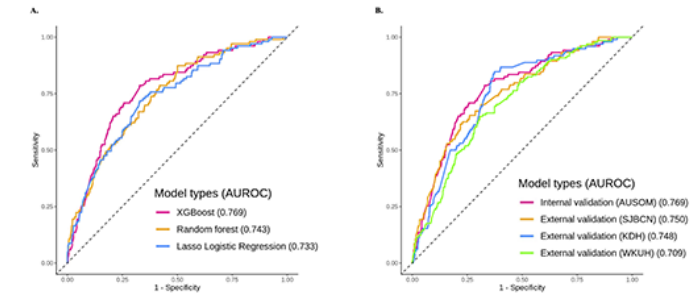 A.
1.00
0.75
0.50
0.25
0.00
Sensitivity
Model types (AUROC)
XGBoost (0.769)
Random forest (0.743)
Lasso Logistic Regression (0.733)
0.00 0.25 0.50 0.75 1.00
1 - Specificity
B.
1.00
0.75
0.50
0.25
0.00
Sensitivity
Model types (AUROC)
Internal validation (AUSOM) (0.769)
External validation (SJBCN) (0.750)
External validation (KDH) (0.748)
External validation (WKUH) (0.709)
0.00 0.25 0.50 0.75 1.00
1 - Specificity